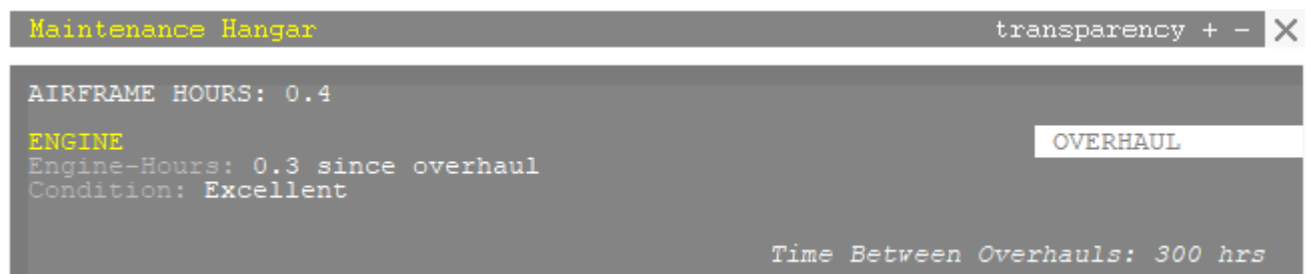 Maintenance Hangar transparency + -
AIRFRAME HOURS: 0.4
ENGINE OVERHAUL
Engine-Hours: 0.3 since overhaul
Condition: Excellent
Time Between Overhauls: 300 hrs